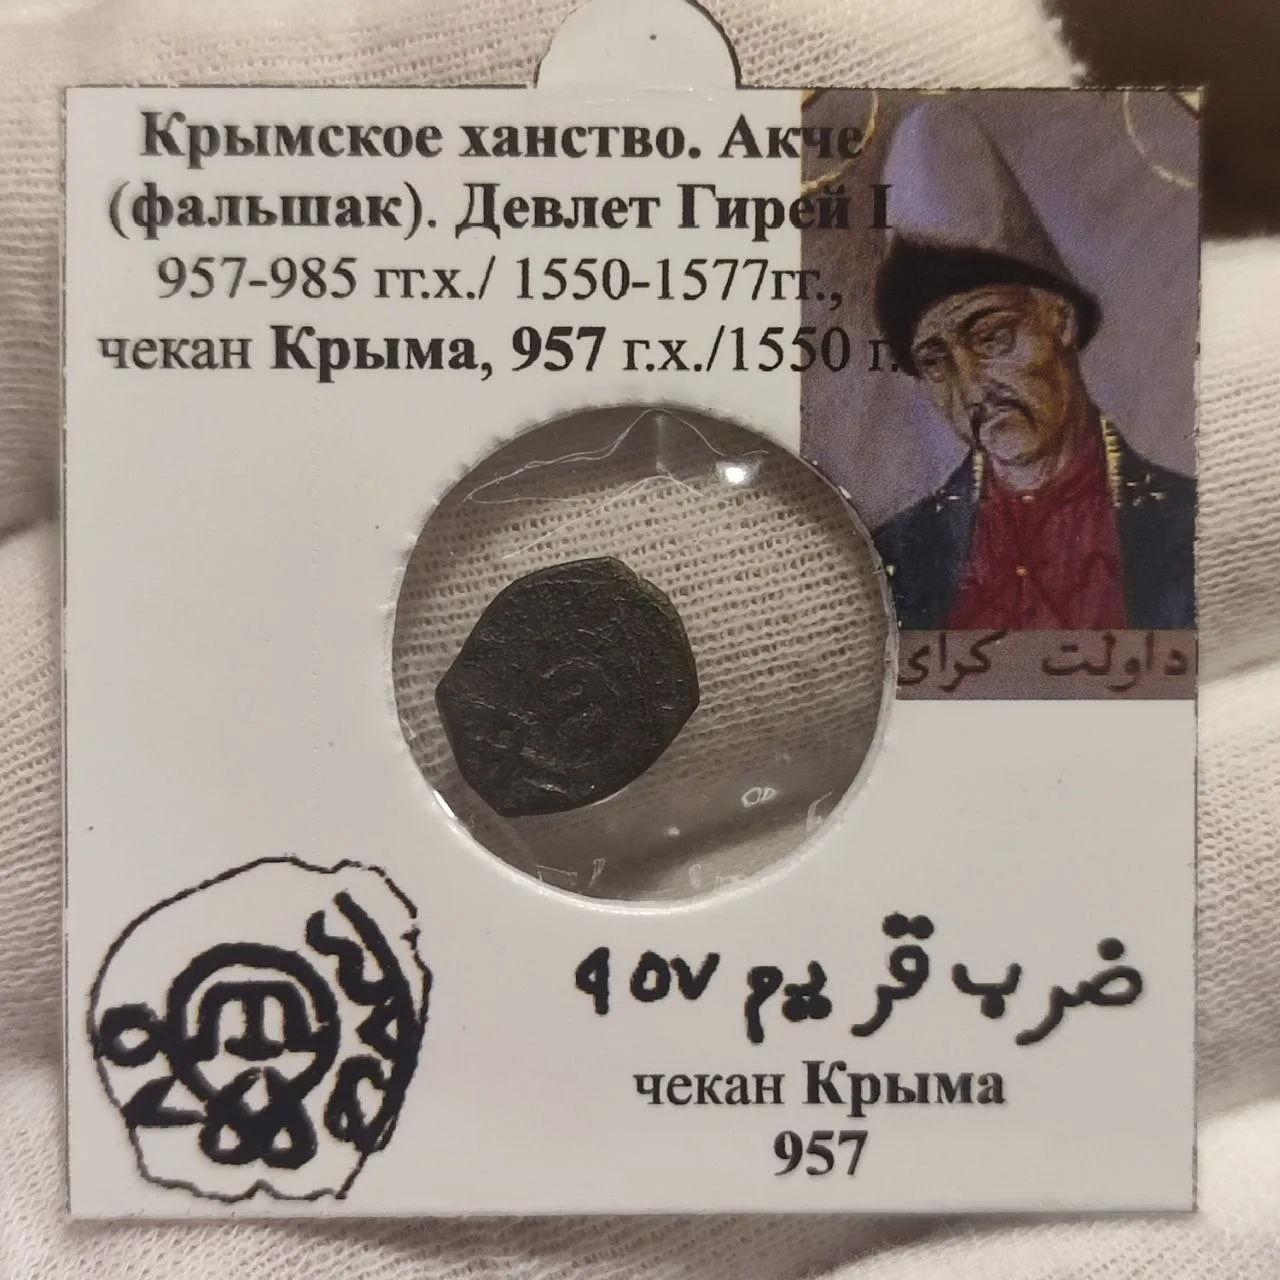 Крымское ханство. Акче
(фальшак). Девлет Гирей I
957-985 гг.х./ 1550-1577гг.,
чекан Крыма, 957 г.х./1550 г.
داولت كراى
ضرب قريم ٩٥٧
чекан Крыма
957